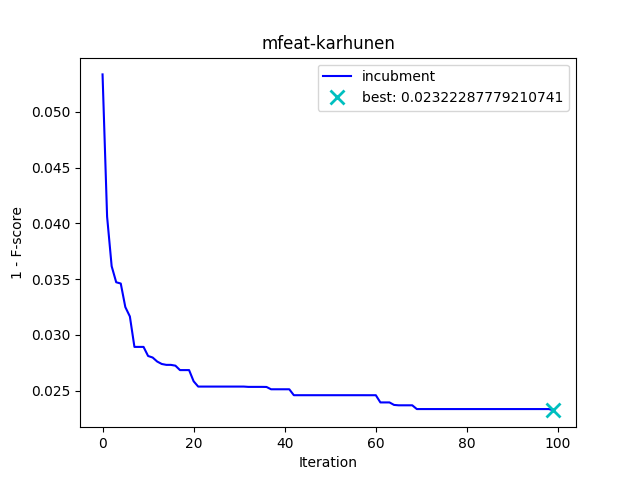 mfeat-karhunen
incubment
best: 0.02322287779210741
0.050
0.045
0.040
0.035
0.030
0.025
1 - F-score
0 20 40 60 80 100
Iteration